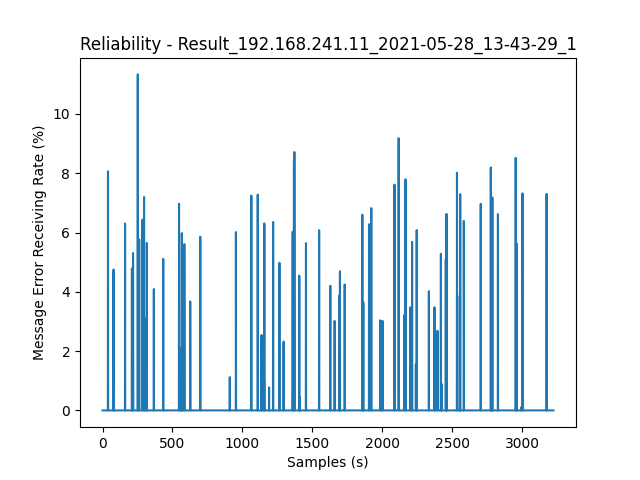 Reliability - Result_192.168.241.11_2021-05-28_13-43-29_1
Message Error Receiving Rate (%)
10
8
6
4
2
0
0 500 1000 1500 2000 2500 3000
Samples (s)